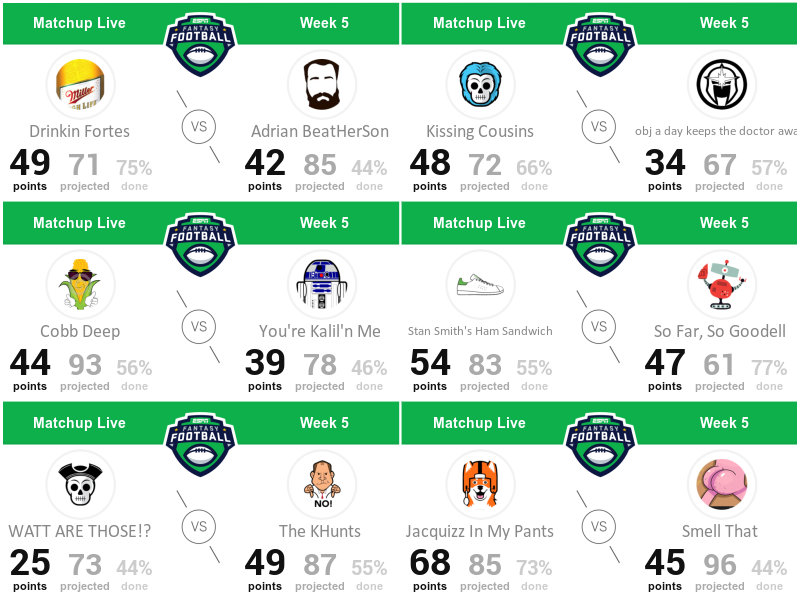 Matchup Live
ESPN
FANTASY
FOOTBALL
Week 5
Miller
Drinkin Fortes
VS
Adrian BeatHerSon
49 71 75%
points projected done
42 85 44%
points projected done
Matchup Live
ESPN
FANTASY
FOOTBALL
Week 5
Kissing Cousins
VS
obj a day keeps the doctor awa
48 72 66%
points projected done
34 67 57%
points projected done
Matchup Live
ESPN
FANTASY
FOOTBALL
Week 5
Cobb Deep
VS
You're Kalil'n Me
44 93 56%
points projected done
39 78 46%
points projected done
Matchup Live
ESPN
FANTASY
FOOTBALL
Week 5
Stan Smith's Ham Sandwich
VS
So Far, So Goodell
54 83 55%
points projected done
47 61 77%
points projected done
Matchup Live
ESPN
FANTASY
FOOTBALL
Week 5
NO!
WATT ARE THOSE!?
VS
The KHunts
25 73 44%
points projected done
49 87 55%
points projected done
Matchup Live
ESPN
FANTASY
FOOTBALL
Week 5
Jacquizz In My Pants
VS
Smell That
68 85 73%
points projected done
45 96 44%
points projected done